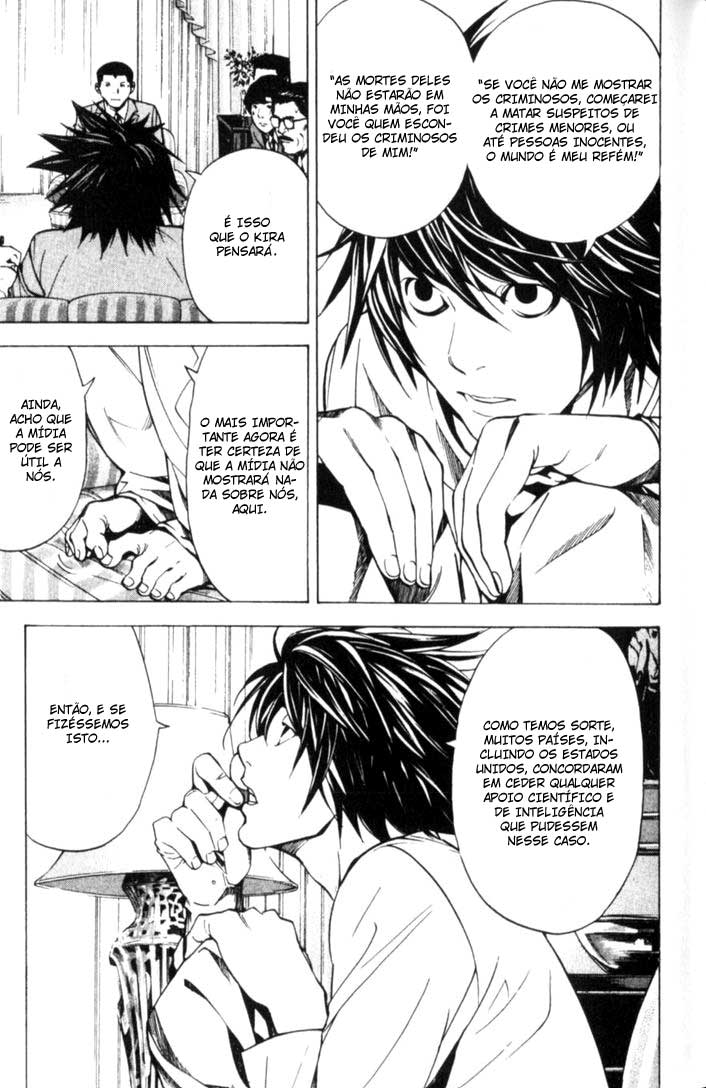 "SE VOCÊ NÃO ME MOSTRAR
OS CRIMINOSOS, COMEÇAREI
A MATAR SUSPEITOS DE
CRIMES MENORES, OU
ATÉ PESSOAS INOCENTES,
O MUNDO É MEU REFÉM!"
"AS MORTES DELES
NÃO ESTARÃO EM
MINHAS MÃOS, FOI
VOCÊ QUEM ESCON-
DEU OS CRIMINOSOS
DE MIM!"
É ISSO
QUE O KIRA
PENSARÁ.
O MAIS IMPOR-
TANTE AGORA É
TER CERTEZA DE
QUE A MÍDIA NÃO
MOSTRARÁ NA-
DA SOBRE NÓS,
AQUI.
AINDA,
ACHO QUE
A MÍDIA
PODE SER
ÚTIL A
NÓS.
COMO TEMOS SORTE,
MUITOS PAÍSES, IN-
CLUINDO OS ESTADOS
UNIDOS, CONCORDARAM
EM CEDER QUALQUER
APOIO CIENTÍFICO E
DE INTELIGÊNCIA
QUE PUDESSEM
NESSE CASO.
ENTÃO, E SE
FIZÉSSEMOS
ISTO...